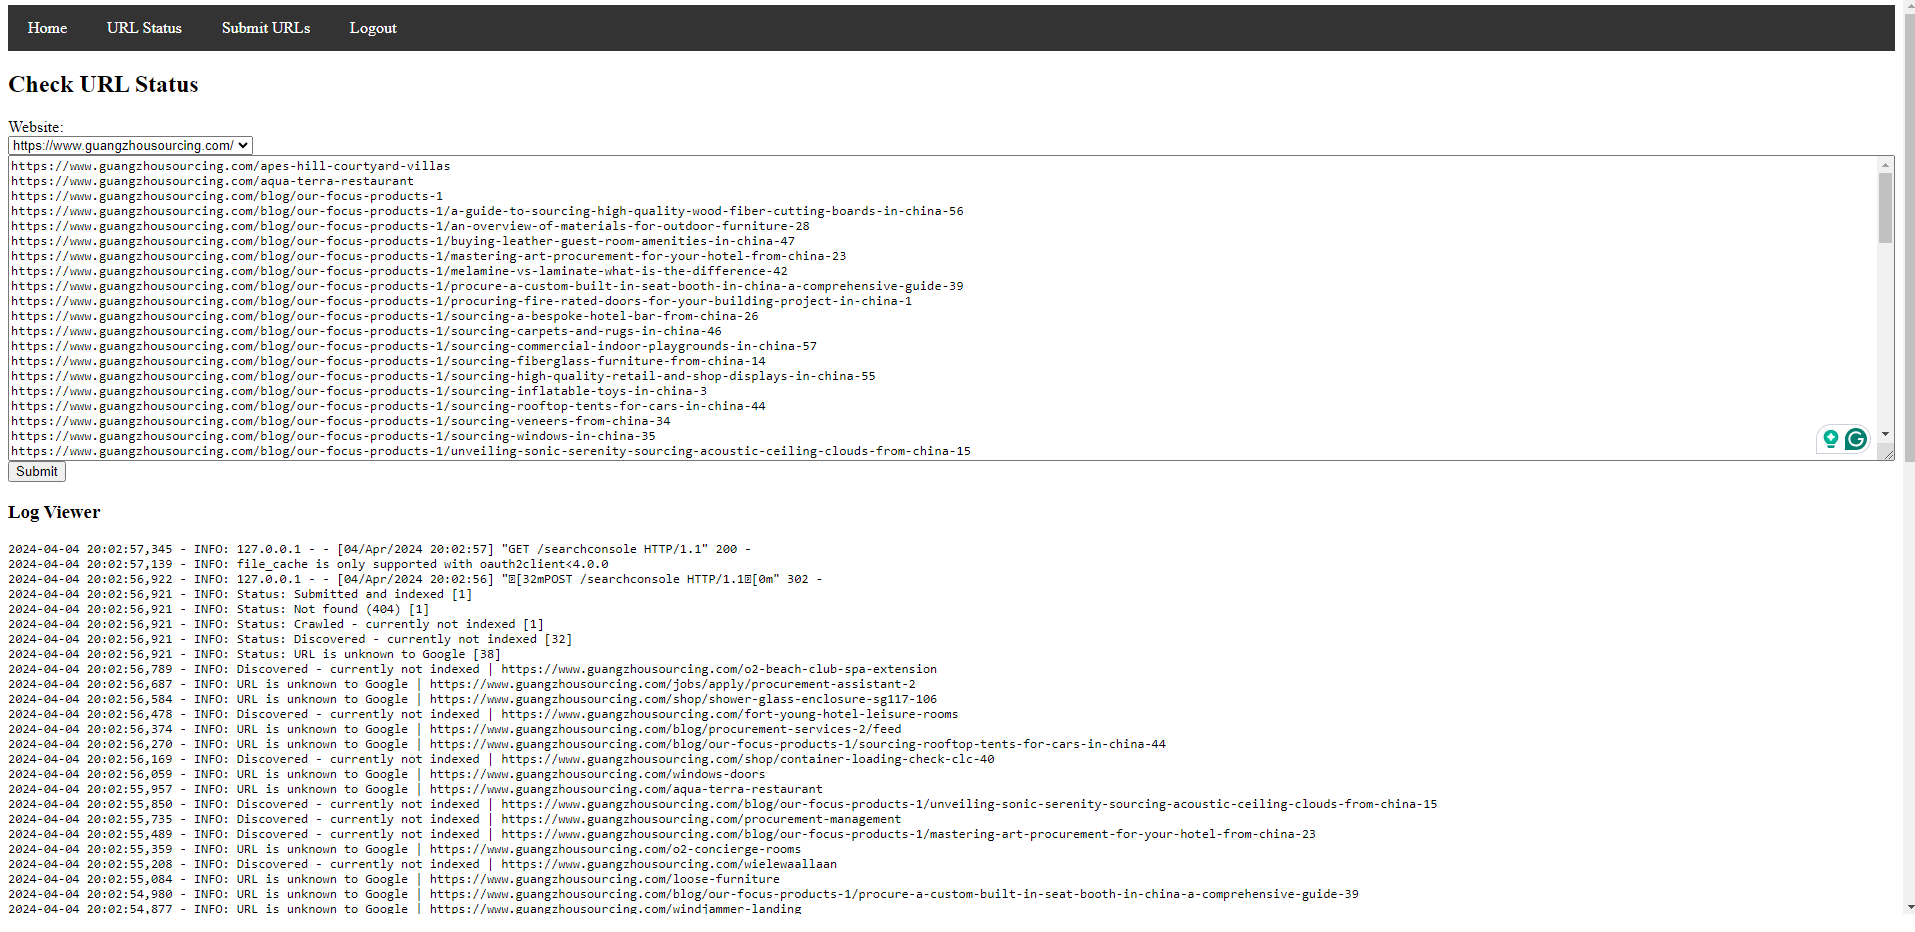 Home URL Status Submit URLs Logout
Check URL Status
Website:
https://www.guangzhousourcing.com/
https://www.guangzhousourcing.com/apes-hill-courtyard-villas
https://www.guangzhousourcing.com/aqua-terra-restaurant
https://www.guangzhousourcing.com/blog/our-focus-products-1
https://www.guangzhousourcing.com/blog/our-focus-products-1/a-guide-to-sourcing-high-quality-wood-fiber-cutting-boards-in-china-56
https://www.guangzhousourcing.com/blog/our-focus-products-1/an-overview-of-materials-for-outdoor-furniture-28
https://www.guangzhousourcing.com/blog/our-focus-products-1/buying-leather-guest-room-amenities-in-china-47
https://www.guangzhousourcing.com/blog/our-focus-products-1/mastering-art-procurement-for-your-hotel-from-china-23
https://www.guangzhousourcing.com/blog/our-focus-products-1/melamine-vs-laminate-what-is-the-difference-42
https://www.guangzhousourcing.com/blog/our-focus-products-1/procure-a-custom-built-in-seat-booth-in-china-a-comprehensive-guide-39
https://www.guangzhousourcing.com/blog/our-focus-products-1/procuring-fire-rated-doors-for-your-building-project-in-china-1
https://www.guangzhousourcing.com/blog/our-focus-products-1/sourcing-a-bespoke-hotel-bar-from-china-26
https://www.guangzhousourcing.com/blog/our-focus-products-1/sourcing-carpets-and-rugs-in-china-46
https://www.guangzhousourcing.com/blog/our-focus-products-1/sourcing-commercial-indoor-playgrounds-in-china-57
https://www.guangzhousourcing.com/blog/our-focus-products-1/sourcing-fiberglass-furniture-from-china-14
https://www.guangzhousourcing.com/blog/our-focus-products-1/sourcing-high-quality-retail-and-shop-displays-in-china-55
https://www.guangzhousourcing.com/blog/our-focus-products-1/sourcing-inflatable-toys-in-china-3
https://www.guangzhousourcing.com/blog/our-focus-products-1/sourcing-rooftop-tents-for-cars-in-china-44
https://www.guangzhousourcing.com/blog/our-focus-products-1/sourcing-veneers-from-china-34
https://www.guangzhousourcing.com/blog/our-focus-products-1/sourcing-windows-in-china-35
https://www.guangzhousourcing.com/blog/our-focus-products-1/unveiling-sonic-serenity-sourcing-acoustic-ceiling-clouds-from-china-15
Submit
Log Viewer
2024-04-04 20:02:57,345 - INFO: 127.0.0.1 - - [04/Apr/2024 20:02:57] "GET /searchconsole HTTP/1.1" 200 -
2024-04-04 20:02:57,139 - INFO: file_cache is only supported with oauth2client<4.0.0
2024-04-04 20:02:56,922 - INFO: 127.0.0.1 - - [04/Apr/2024 20:02:56] "[32mPOST /searchconsole HTTP/1.1[0m" 302 -
2024-04-04 20:02:56,921 - INFO: Status: Submitted and indexed [1]
2024-04-04 20:02:56,921 - INFO: Status: Not found (404) [1]
2024-04-04 20:02:56,921 - INFO: Status: Crawled - currently not indexed [1]
2024-04-04 20:02:56,921 - INFO: Status: Discovered - currently not indexed [32]
2024-04-04 20:02:56,921 - INFO: Status: URL is unknown to Google [38]
2024-04-04 20:02:56,789 - INFO: Discovered - currently not indexed | https://www.guangzhousourcing.com/o2-beach-club-spa-extension
2024-04-04 20:02:56,687 - INFO: URL is unknown to Google | https://www.guangzhousourcing.com/jobs/apply/procurement-assistant-2
2024-04-04 20:02:56,584 - INFO: URL is unknown to Google | https://www.guangzhousourcing.com/shop/shower-glass-enclosure-sg117-106
2024-04-04 20:02:56,478 - INFO: Discovered - currently not indexed | https://www.guangzhousourcing.com/fort-young-hotel-leisure-rooms
2024-04-04 20:02:56,374 - INFO: URL is unknown to Google | https://www.guangzhousourcing.com/blog/procurement-services-2/feed
2024-04-04 20:02:56,270 - INFO: URL is unknown to Google | https://www.guangzhousourcing.com/blog/our-focus-products-1/sourcing-rooftop-tents-for-cars-in-china-44
2024-04-04 20:02:56,169 - INFO: Discovered - currently not indexed | https://www.guangzhousourcing.com/shop/container-loading-check-clc-40
2024-04-04 20:02:56,059 - INFO: URL is unknown to Google | https://www.guangzhousourcing.com/windows-doors
2024-04-04 20:02:55,957 - INFO: URL is unknown to Google | https://www.guangzhousourcing.com/aqua-terra-restaurant
2024-04-04 20:02:55,850 - INFO: Discovered - currently not indexed | https://www.guangzhousourcing.com/blog/our-focus-products-1/unveiling-sonic-serenity-sourcing-acoustic-ceiling-clouds-from-china-15
2024-04-04 20:02:55,735 - INFO: Discovered - currently not indexed | https://www.guangzhousourcing.com/procurement-management
2024-04-04 20:02:55,489 - INFO: Discovered - currently not indexed | https://www.guangzhousourcing.com/blog/our-focus-products-1/mastering-art-procurement-for-your-hotel-from-china-23
2024-04-04 20:02:55,359 - INFO: URL is unknown to Google | https://www.guangzhousourcing.com/o2-concierge-rooms
2024-04-04 20:02:55,208 - INFO: Discovered - currently not indexed | https://www.guangzhousourcing.com/wielewaallaan
2024-04-04 20:02:55,084 - INFO: URL is unknown to Google | https://www.guangzhousourcing.com/loose-furniture
2024-04-04 20:02:54,980 - INFO: URL is unknown to Google | https://www.guangzhousourcing.com/blog/our-focus-products-1/procure-a-custom-built-in-seat-booth-in-china-a-comprehensive-guide-39
2024-04-04 20:02:54,877 - INFO: URL is unknown to Google | https://www.guangzhousourcing.com/windjammer-landing